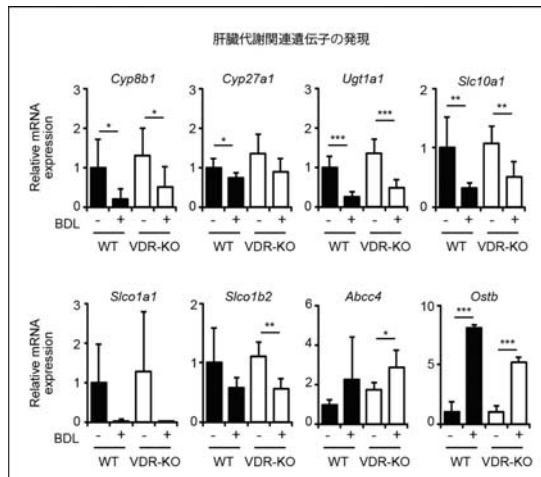 肝臓代謝関連遺伝子の発現
Cyp8b1 Cyp27a1 Ugt1a1 Slc10a1
Relative mRNA
expression
3 3 2 2
2 2
1 1 1 1
0 0 0 0
* * * * *** *** ** **
BDL - + - + - + - + - + - + - + - +
WT VDR-KO WT VDR-KO WT VDR-KO WT VDR-KO
Slco1a1 Slco1b2 Abcc4 Ostb
Relative mRNA
expression
3 2 6 10
2 4
1 1 2 5
0 0 0 0
** * *** ***
BDL - + - + - + - + - + - + - + - +
WT VDR-KO WT VDR-KO WT VDR-KO WT VDR-KO